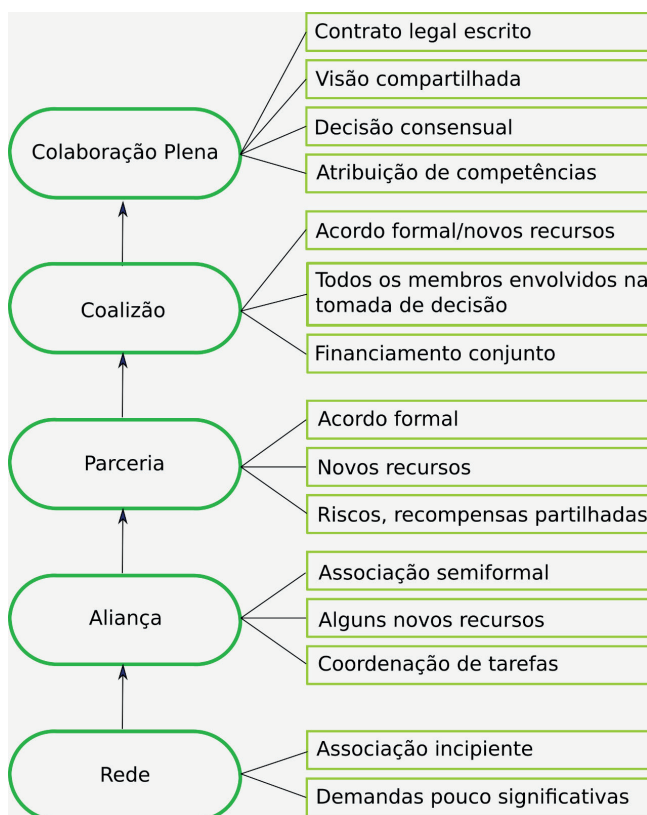 Contrato legal escrito
Visão compartilhada
Decisão consensual
Colaboração Plena
Atribuição de competências
Acordo formal/novos recursos
Todos os membros envolvidos na
tomada de decisão
Coalizão
Financiamento conjunto
Acordo formal
Parceria
Novos recursos
Riscos, recompensas partilhadas
Associação semiformal
Aliança
Alguns novos recursos
Coordenação de tarefas
Associação incipiente
Rede
Demandas pouco significativas